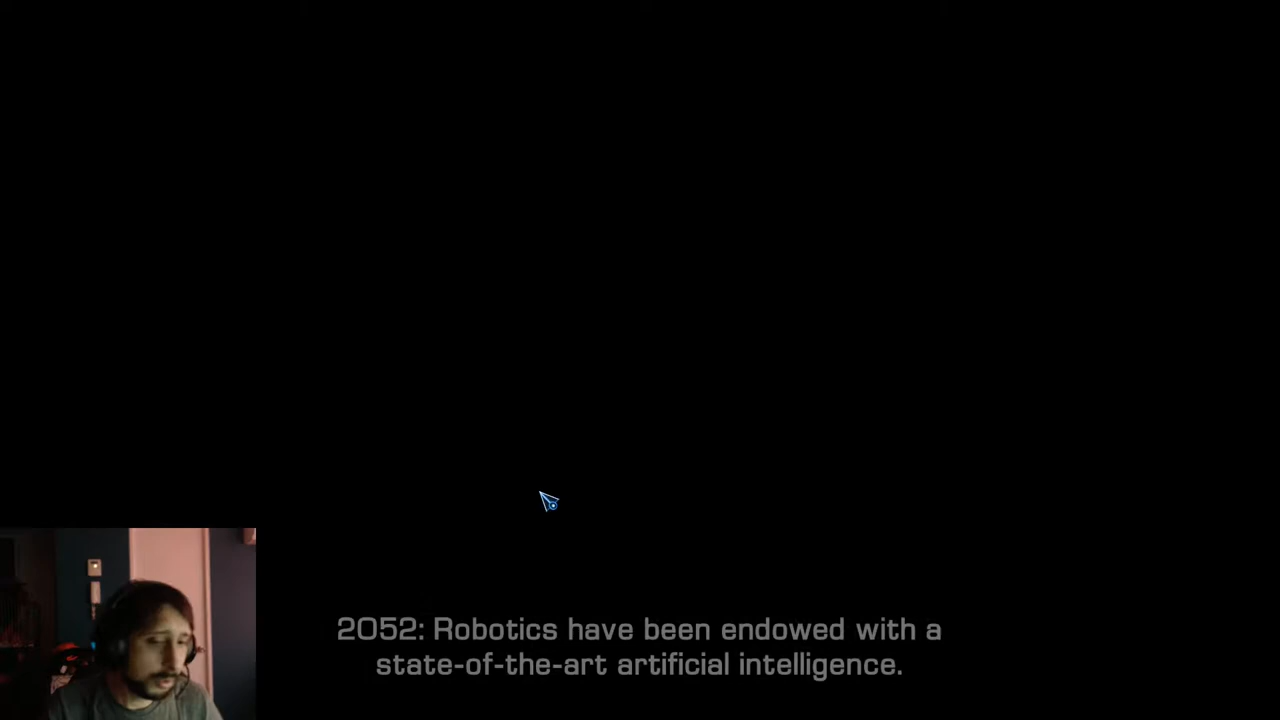 2052: Robotics have been endowed with a
state-of-the-art artificial intelligence.